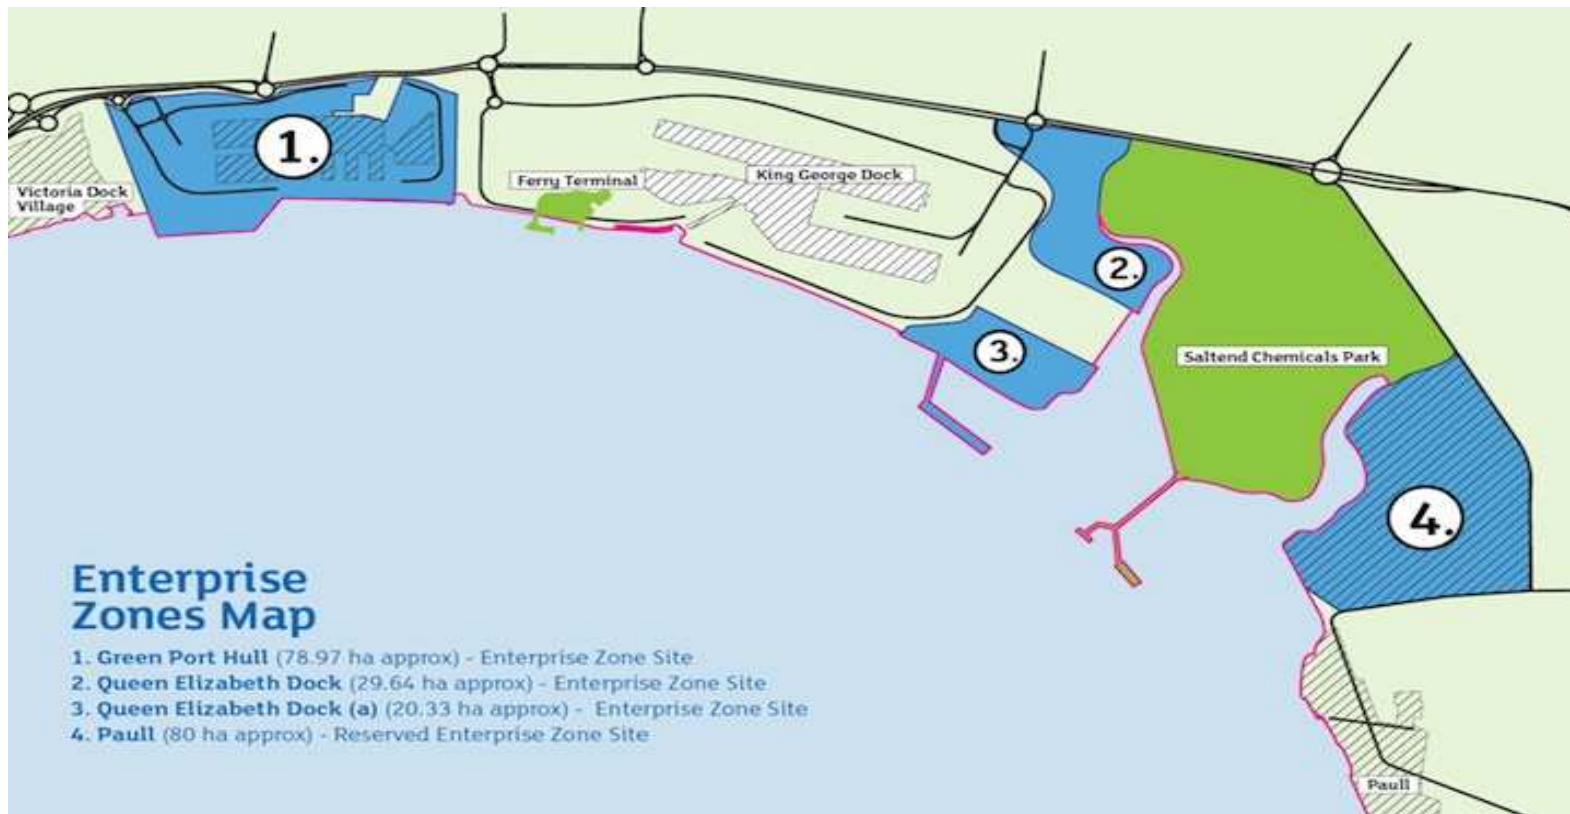 1.
Victoria Dock
Village
Ferry Terminal
King George Dock
2.
3.
Saltend Chemicals Park
4.
Enterprise
Zones Map
1. Green Port Hull (78.97 ha approx) - Enterprise Zone Site
2. Queen Elizabeth Dock (29.64 ha approx) - Enterprise Zone Site
3. Queen Elizabeth Dock (a) (20.33 ha approx) - Enterprise Zone Site
4. Paull (80 ha approx) - Reserved Enterprise Zone Site
Paull